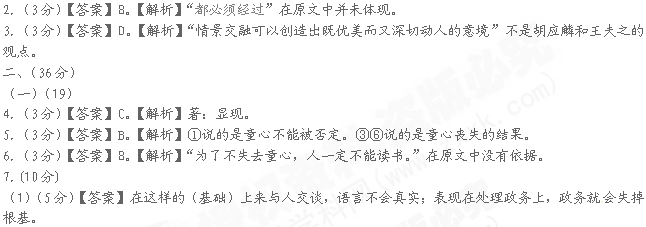 2.（3分）【答案】B。【解析】“都必须经过”在原文中并未体现。
3.（3分）【答案】D。【解析】“情景交融可以创造出既优美而又深切动人的意境”不是胡应麟和王夫之的
观点。
二、（36分）
（一）（19）
4.（3分）【答案】C。【解析】著：显现。
5.（3分）【答案】B。【解析】①说的是童心不能被否定。③⑥说的是童心丧失的结果。
6.（3分）【答案】B。【解析】“为了不失去童心，人一定不能读书。”在原文中没有依据。
7.（10分）
（1）（5分）【答案】在这样的（基础）上来与人交谈，语言不会真实；表现在处理政务上，政务就会失掉
根基。